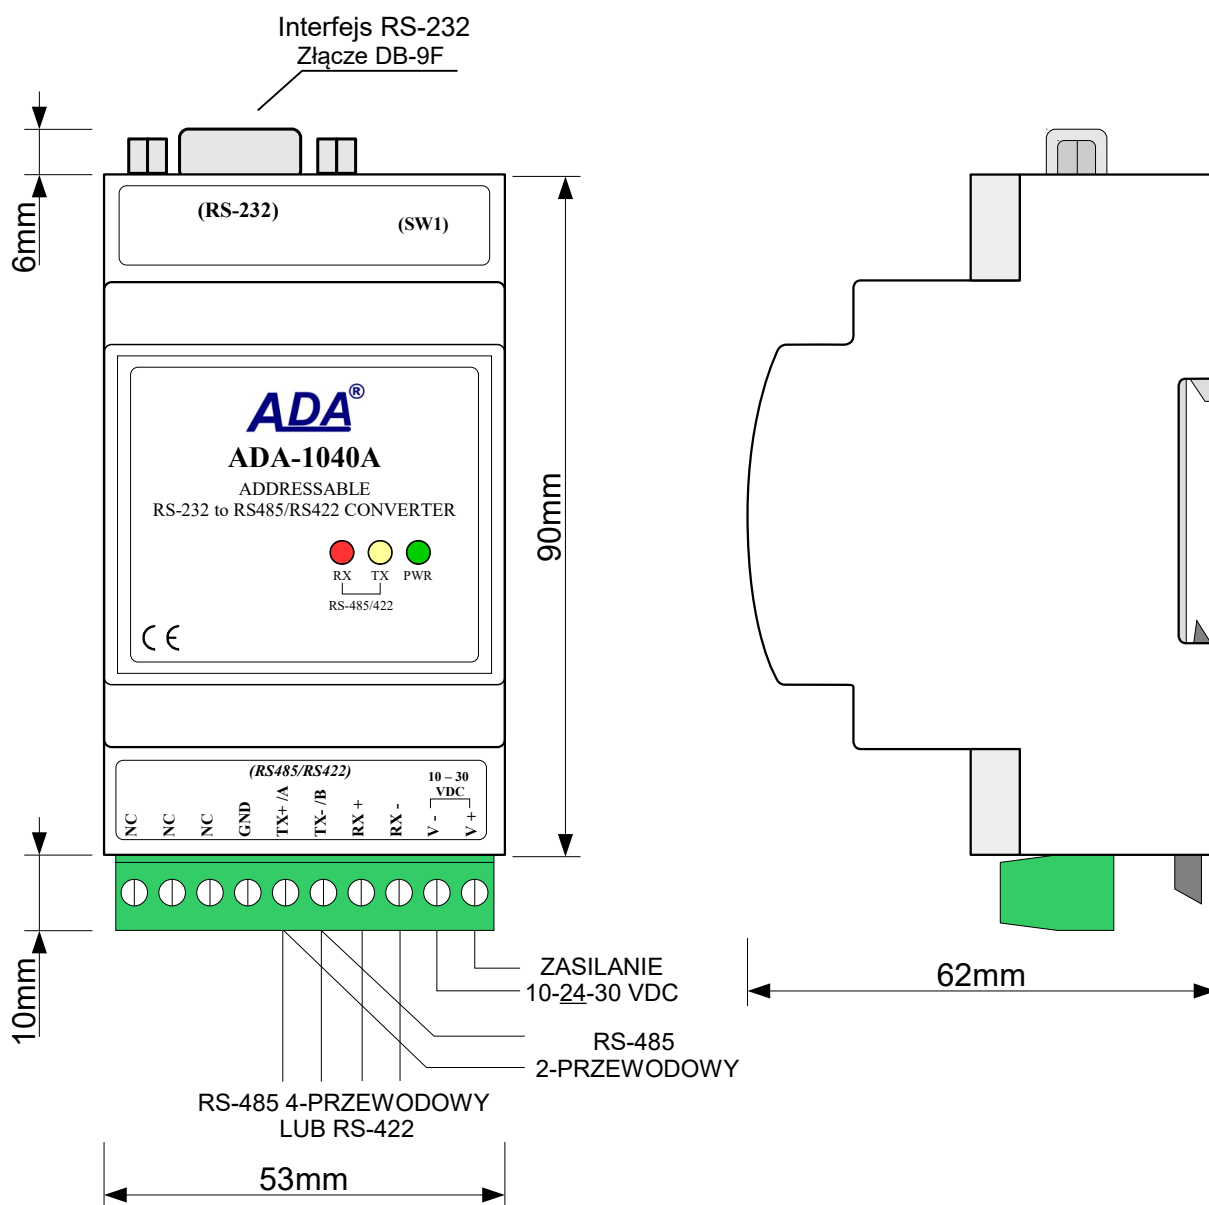 Interfejs RS-232
Złącze DB-9F
6mm
(RS-232)
(SW1)
ADA®
ADA-1040A
ADDRESSABLE
RS-232 to RS485/RS422 CONVERTER
RX TX PWR
RS-485/422
CE
90mm
(RS485/RS422)
10 – 30
VDC
NC
NC
NC
GND
TX+ /A
TX- /B
RX +
RX -
V -
V +
10mm
ZASILANIE
10-24-30 VDC
62mm
RS-485
2-PRZEWODOWY
RS-485 4-PRZEWODOWY
LUB RS-422
53mm